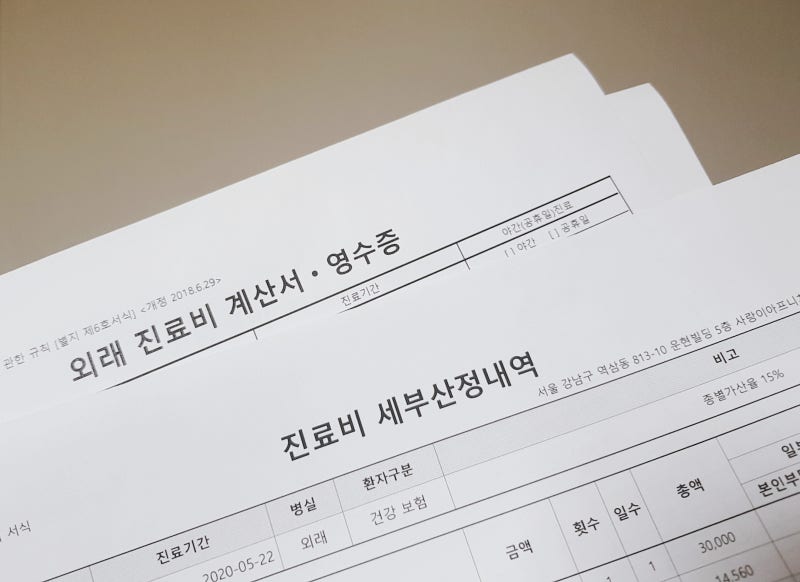 관한 규칙 [별지 제6호서식] <개정 2018.6.29>
외래 진료비 계산서 • 영수증
진료기간
야간(공휴일)진료
[ ] 야간 [ ] 공휴일
진료비 세부산정내역
서울 강남구 역삼동 813-10 운현빌딩 5층 사랑이아프니
서식
진료기간
병실
환자구분
비고
2020-05-22
외래
건강 보험
종별가산율 15%
금액
횟수
일수
총액
일부
본인부
1
1
30,000
14,560